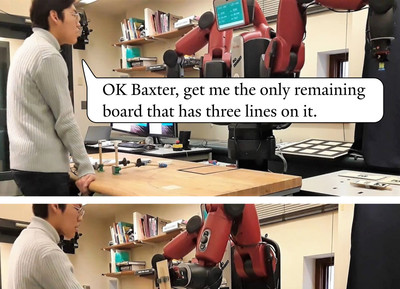 OK Baxter, get me the only remaining
board that has three lines on it.